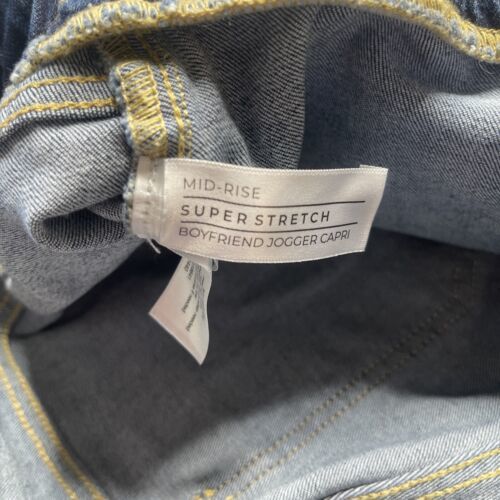 MID-RISE
SUPER STRETCH
BOYFRIEND JOGGER CAPRI